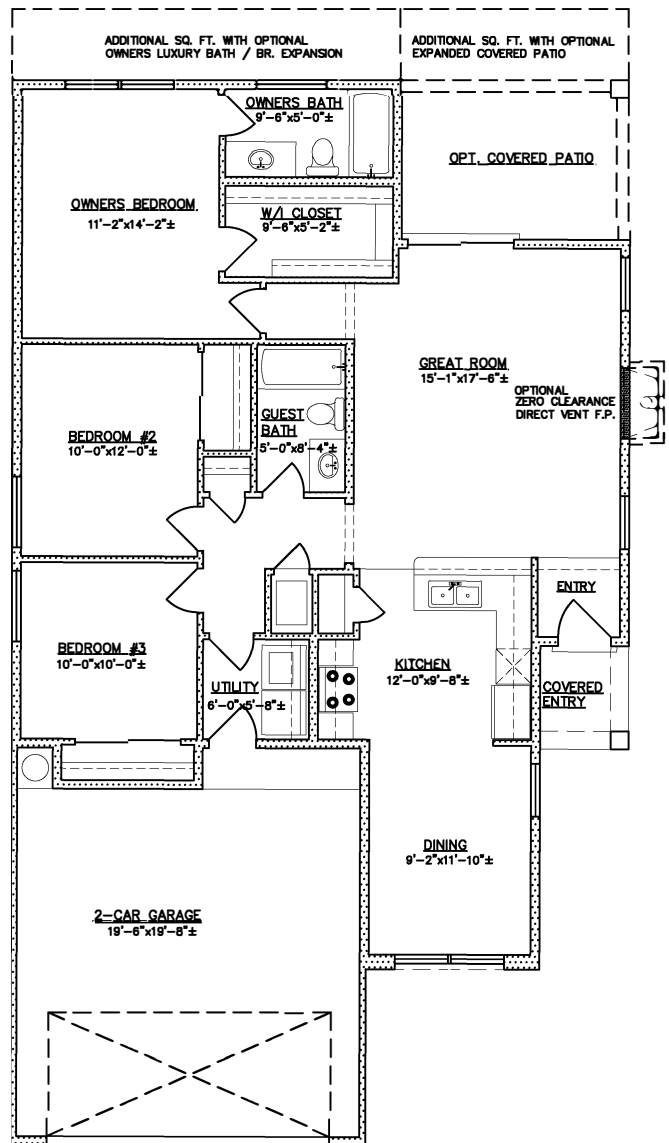 ADDITIONAL SQ. FT. WITH OPTIONAL
OWNERS LUXURY BATH / BR. EXPANSION
ADDITIONAL SQ. FT. WITH OPTIONAL
EXPANDED COVERED PATIO
OWNERS BATH
9'-6"x5'-0"±
OPT. COVERED PATIO
OWNERS BEDROOM
11'-2"x14'-2"±
W/I CLOSET
9'-6"x5'-2"±
GREAT ROOM
15'-1"x17'-6"±
OPTIONAL
ZERO CLEARANCE
DIRECT VENT F.P.
GUEST
BATH
5'-0"x8'-4"±
BEDROOM #2
10'-0"x12'-0"±
ENTRY
BEDROOM #3
10'-0"x10'-0"±
KITCHEN
12'-0"x9'-8"±
UTILITY
6'-0"x5'-8"±
COVERED
ENTRY
DINING
9'-2"x11'-10"±
2-CAR GARAGE
19'-6"x19'-8"±